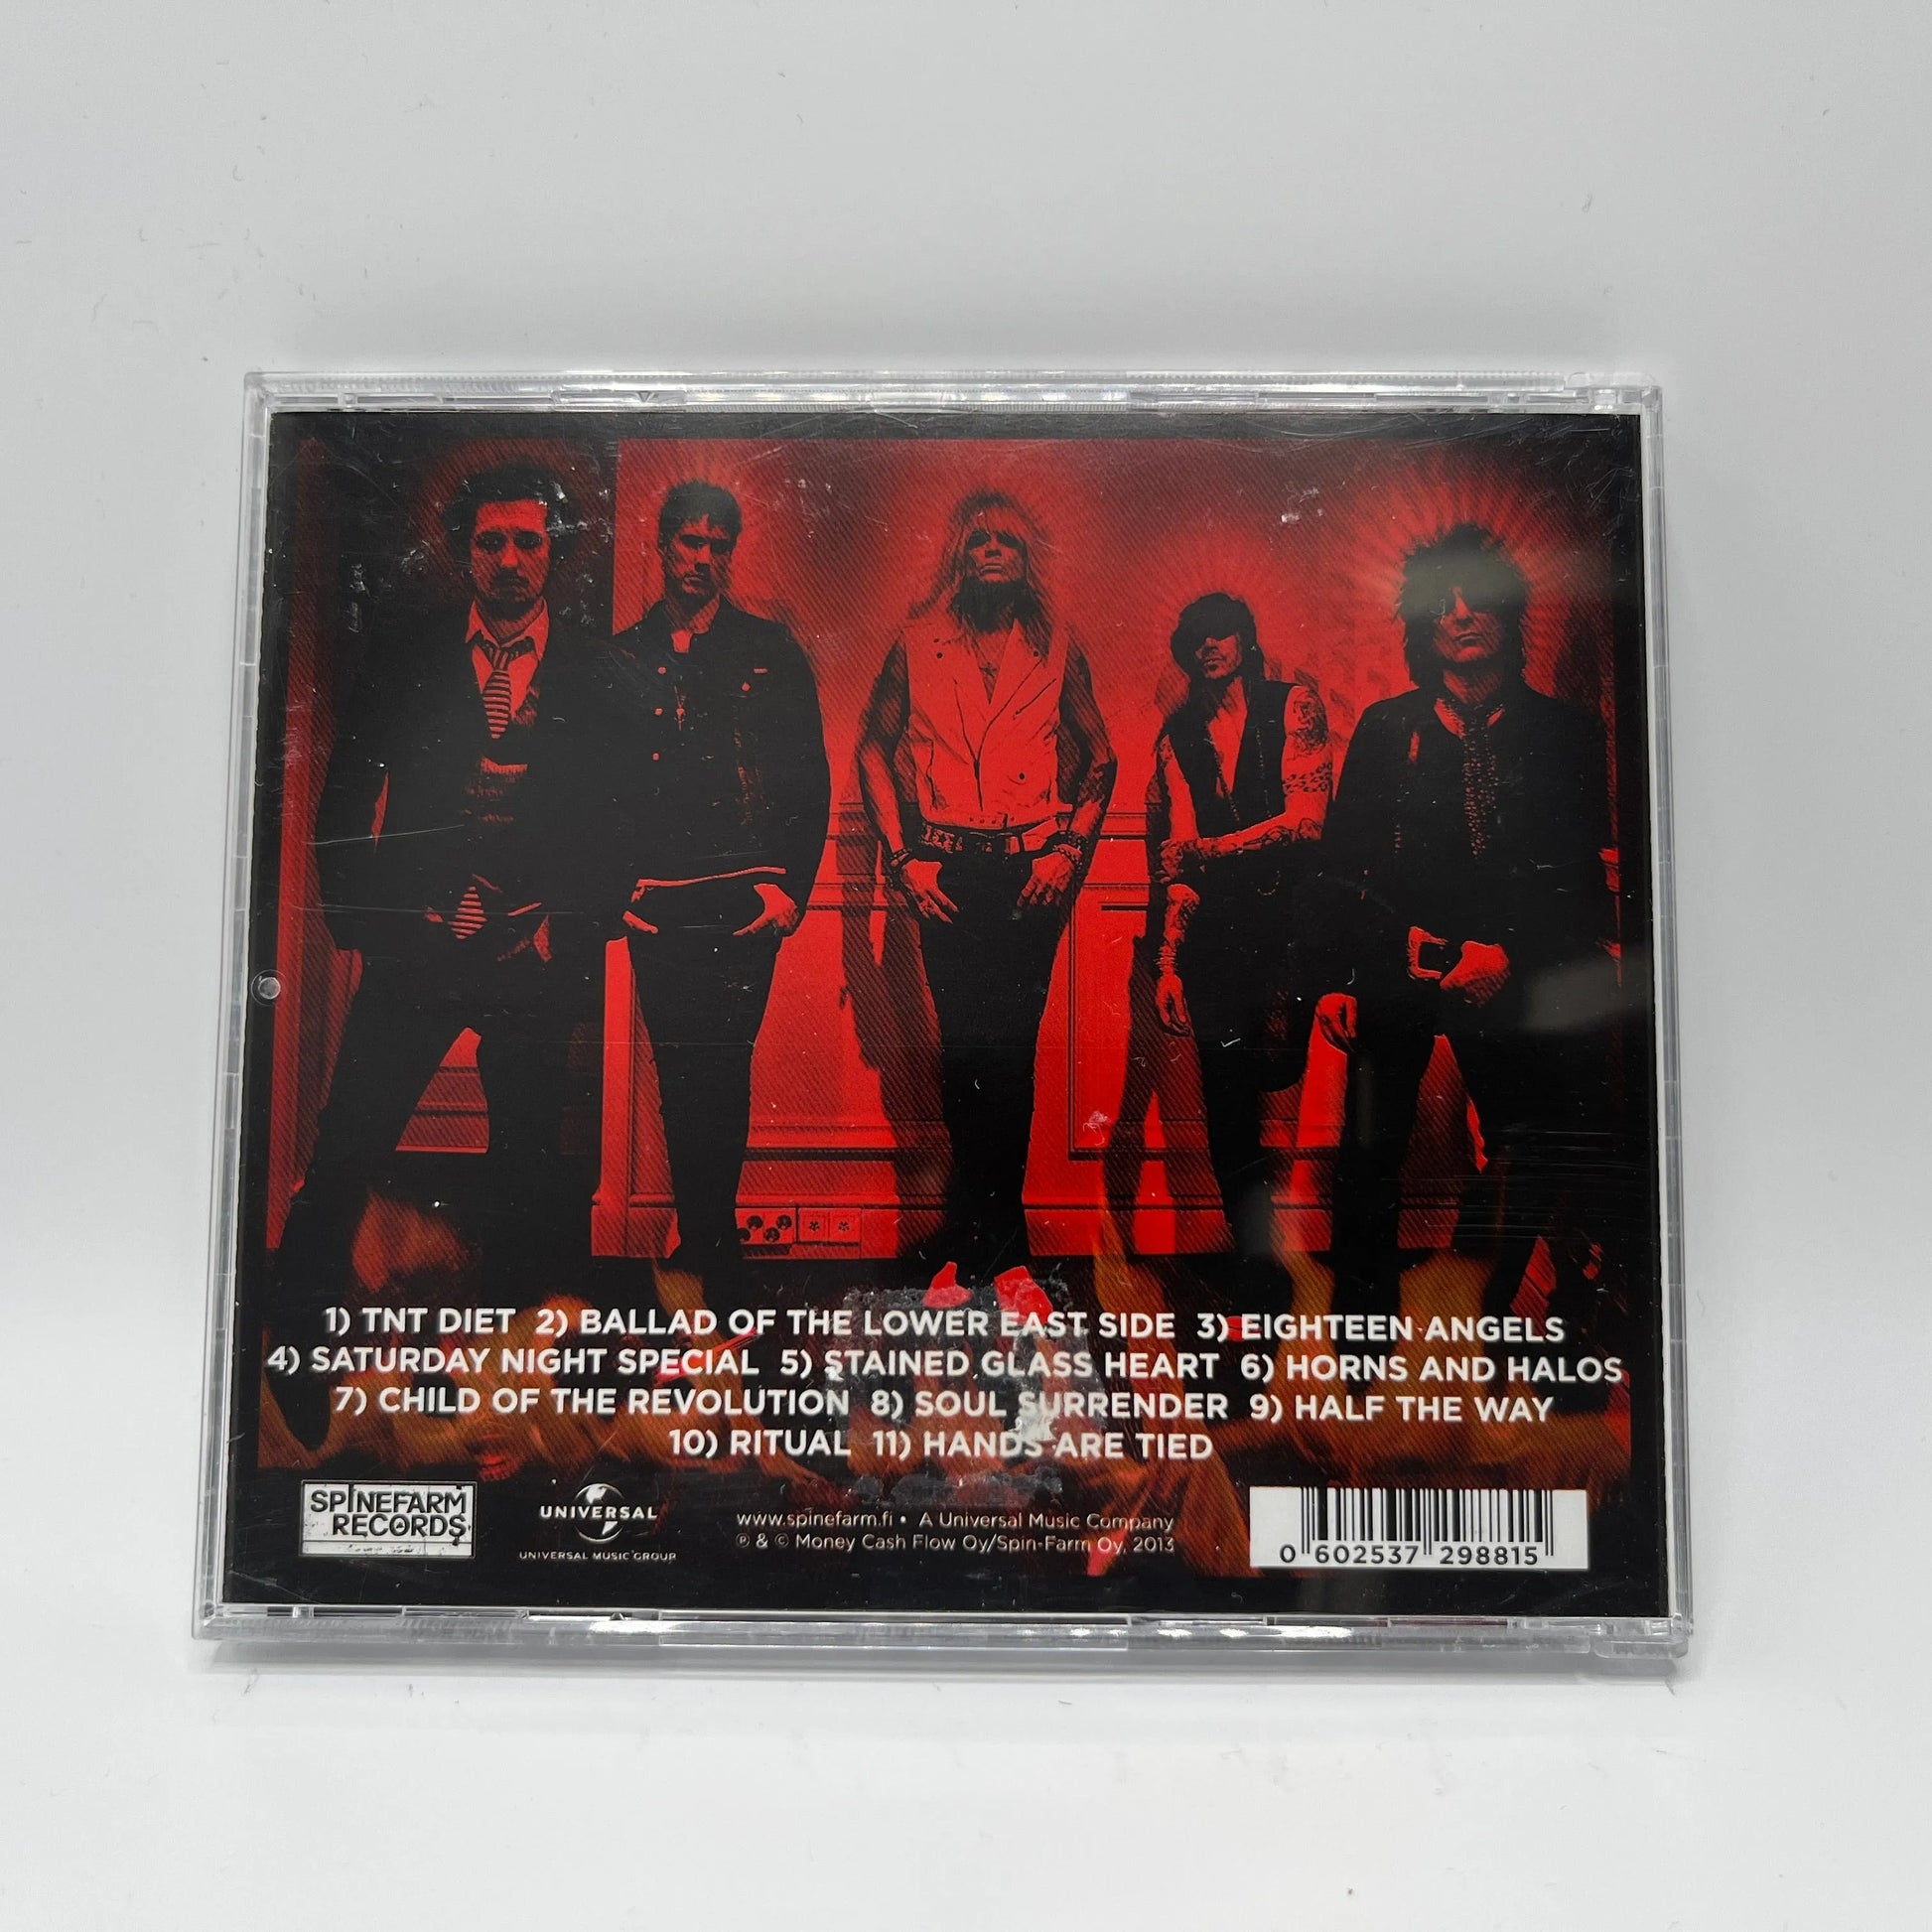 1) TNT DIET 2) BALLAD OF THE LOWER EAST SIDE 3) EIGHTEEN ANGELS
4) SATURDAY NIGHT SPECIAL 5) STAINED GLASS HEART 6) HORNS AND HALOS
7) CHILD OF THE REVOLUTION 8) SOUL SURRENDER 9) HALF THE WAY
10) RITUAL 11) HANDS ARE TIED
SPINEFARM
RECORDS
UNIVERSAL
UNIVERSAL MUSIC GROUP
www.spinefarm.fi • A Universal Music Company
℗ & © Money Cash Flow Oy/Spin-Farm Oy, 2013
0 602537 298815